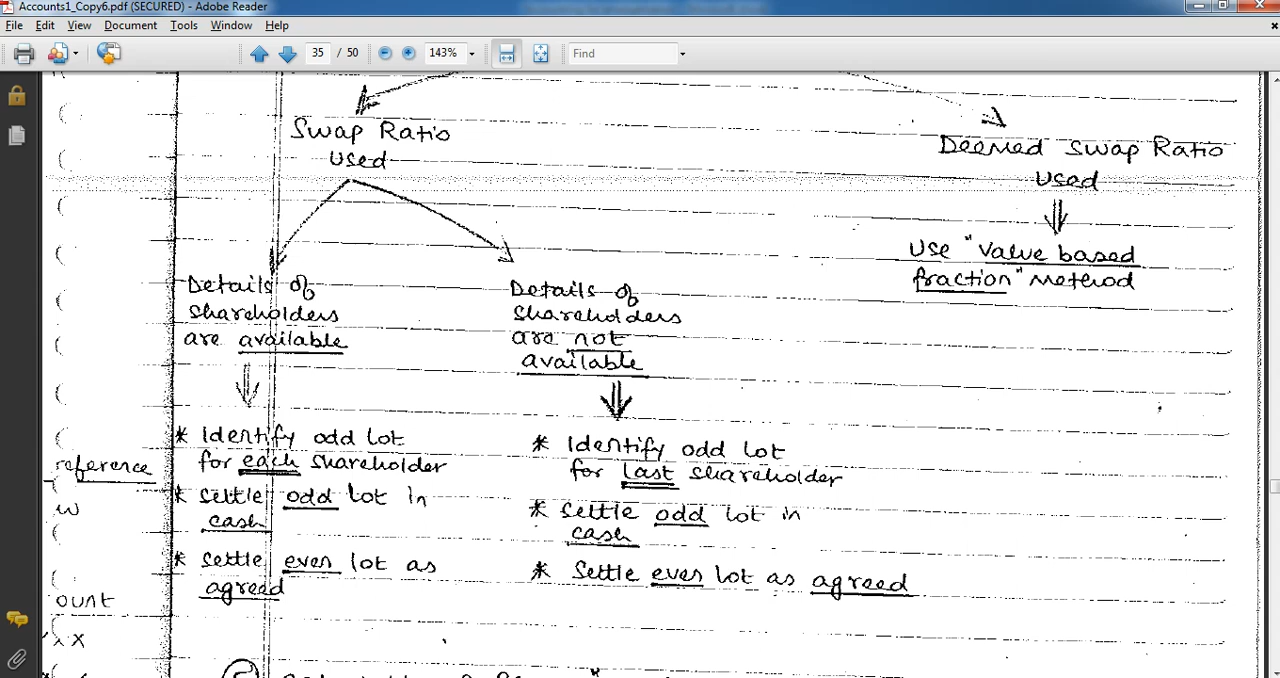 Accounts1_Copy6.pdf (SECURED) - Adobe Reader
File Edit View Document Tools Window Help
35 / 50 143% Find
Swap Ratio
Used
Deemed Swap Ratio
Used
Use "Value based
fraction" method
Details of
shareholders
are available
Details of
shareholders
are not
available
* Identify odd lot
for each shareholder
* Settle odd lot in
cash
* Settle even lot as
agreed
* Identify odd lot
for last shareholder
* Settle odd lot in
cash
* Settle even lot as agreed
reference
w
ount
x